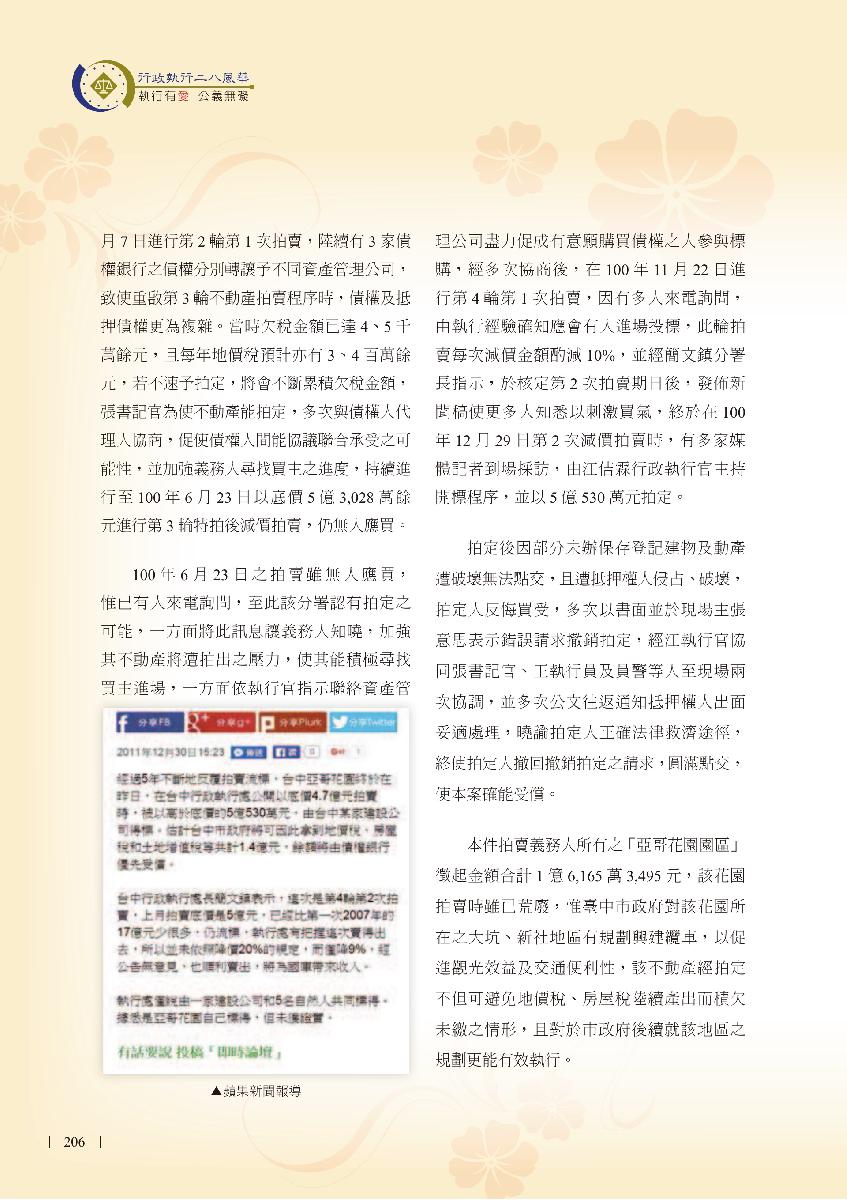 行政執行二八風華
執行有愛 公義無礙
月 7 日進行第 2 輪第 1 次拍賣，陸續有 3 家債
權銀行之債權分別轉讓予不同資產管理公司，
致使重啟第 3 輪不動產拍賣程序時，債權及抵
押債權更為複雜。當時欠稅金額已達 4、5 千
萬餘元，且每年地價稅預計亦有 3、4 百萬餘
元，若不速予拍定，將會不斷累積欠稅金額，
張書記官為使不動產能拍定，多次與債權人代
理人協商，促使債權人間能協議聯合承受之可
能性，並加強義務人尋找買主之進度，持續進
行至 100 年 6 月 23 日以底價 5 億 3,028 萬餘
元進行第 3 輪特拍後減價拍賣，仍無人應買。
100 年 6 月 23 日之拍賣雖無人應買，
惟已有人來電詢問，至此該分署認有拍定之
可能，一方面將此訊息讓義務人知曉，加強
其不動產將遭拍出之壓力，使其能積極尋找
買主進場，一方面依執行官指示聯絡資產管
分享FB 分享g+ 分享Plurk 分享Twitter
2011年12月30日15:23 傳送 讚 0
經過5年不斷地反覆拍賣流標，台中亞哥花園終於在
昨日，在台中行政執行處公開以底價4.7億元拍賣
時，被以高於底價的5億530萬元，由台中某家建設公
司得標。估計台中市政府將可因此拿到地價稅、房屋
稅和土地增值稅等共計1.4億元，餘額將由債權銀行
優先受償。
台中行政執行處長簡文鎮表示，這次是第4輪第2次拍
賣，上月拍賣底價是5億元，已經比第一次2007年的
17億元少很多，仍流標，執行處有把握這次賣得出
去，所以並未依照降價20%的規定，而僅降9%，經
公告無意見，也順利賣出，將為國庫帶來收入。
執行處僅說由一家建設公司和5名自然人共同標得。
據悉是亞哥花園自己標得，但未獲證實。
有話要說 投稿「即時論壇」
▲蘋果新聞報導
理公司盡力促成有意願購買債權之人參與標
購，經多次協商後，在 100 年 11 月 22 日進
行第 4 輪第 1 次拍賣，因有多人來電詢問，
由執行經驗確知應會有人進場投標，此輪拍
賣每次減價金額酌減 10%，並經簡文鎮分署
長指示，於核定第 2 次拍賣期日後，發佈新
聞稿使更多人知悉以刺激買氣，終於在 100
年 12 月 29 日第 2 次減價拍賣時，有多家媒
體記者到場採訪，由江佶霖行政執行官主持
開標程序，並以 5 億 530 萬元拍定。
拍定後因部分未辦保存登記建物及動產
遭破壞無法點交，且遭抵押權人侵占、破壞，
拍定人反悔買受，多次以書面並於現場主張
意思表示錯誤請求撤銷拍定，經江執行官協
同張書記官、王執行員及員警等人至現場兩
次協調，並多次公文往返通知抵押權人出面
妥適處理，曉諭拍定人正確法律救濟途徑，
終使拍定人撤回撤銷拍定之請求，圓滿點交，
使本案確能受償。
本件拍賣義務人所有之「亞哥花園園區」
徵起金額合計 1 億 6,165 萬 3,495 元，該花園
拍賣時雖已荒廢，惟臺中市政府對該花園所
在之大坑、新社地區有規劃興建纜車，以促
進觀光效益及交通便利性，該不動產經拍定
不但可避免地價稅、房屋稅陸續產出而積欠
未繳之情形，且對於市政府後續就該地區之
規劃更能有效執行。
206